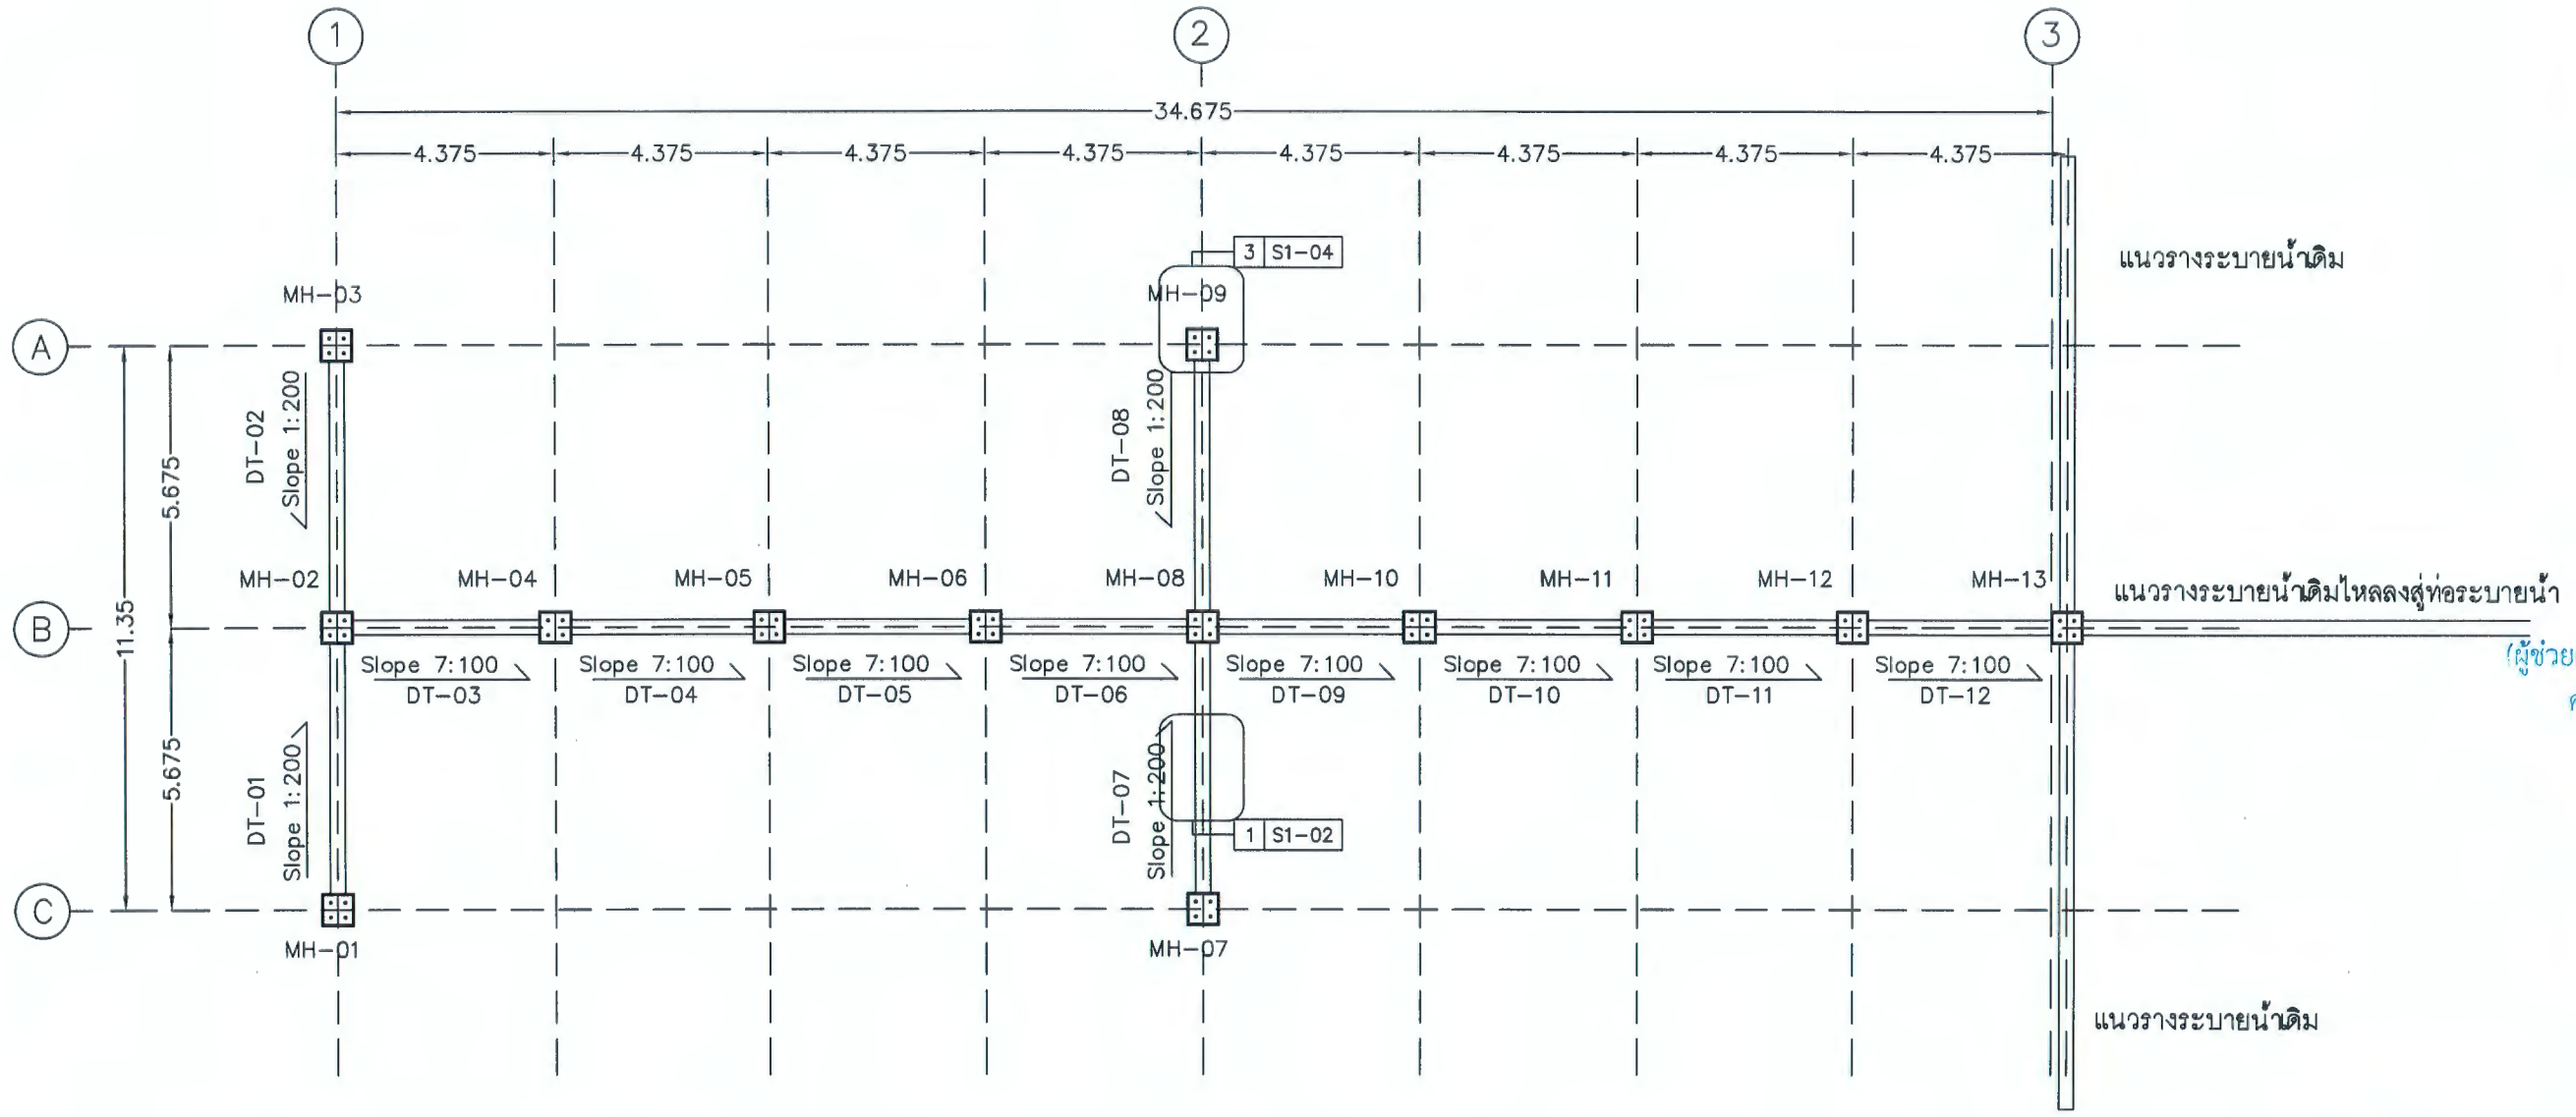 1 2 3
34.675
4.375 4.375 4.375 4.375 4.375 4.375 4.375 4.375
3 S1-04
แนวรางระบายน้ำเดิม
MH-03 MH-09
A
DT-02 Slope 1:200
DT-08 Slope 1:200
5.675
11.35
MH-02 MH-04 MH-05 MH-06 MH-08 MH-10 MH-11 MH-12 MH-13
แนวรางระบายน้ำเดิมไหลลงสู่ท่อระบายน้ำ
B
(ผู้ช่วย
Slope 7:100 Slope 7:100 Slope 7:100 Slope 7:100 Slope 7:100 Slope 7:100 Slope 7:100 Slope 7:100
DT-03 DT-04 DT-05 DT-06 DT-09 DT-10 DT-11 DT-12
5.675
DT-01 Slope 1:200
DT-07 Slope 1:200
1 S1-02
C
MH-01 MH-07
แนวรางระบายน้ำเดิม